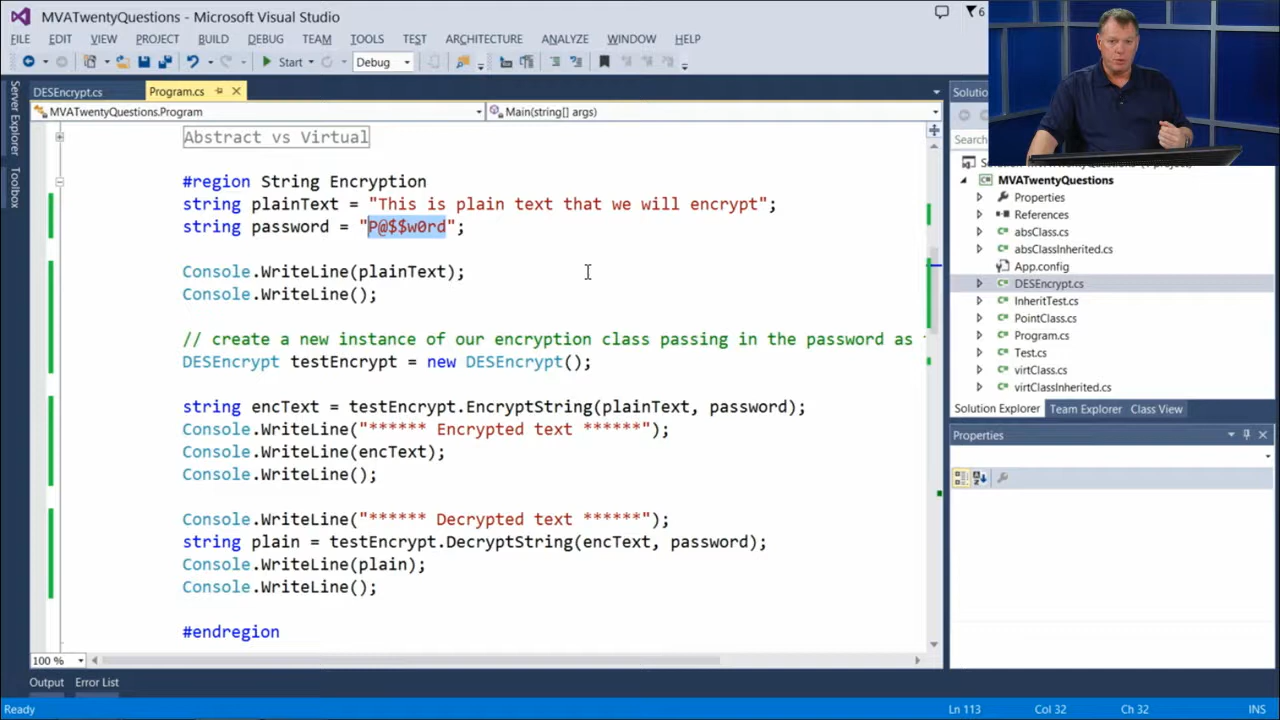 MVATwentyQuestions - Microsoft Visual Studio
6
FILE EDIT VIEW PROJECT BUILD DEBUG TEAM TOOLS TEST ARCHITECTURE ANALYZE WINDOW HELP
Start Debug
Server Explorer
Toolbox
DESEncrypt.cs Program.cs
MVATwentyQuestions.Program Main(string[] args)
Abstract vs Virtual
#region String Encryption
string plainText = "This is plain text that we will encrypt";
string password = "P@$$w0rd";
Console.WriteLine(plainText);
Console.WriteLine();
// create a new instance of our encryption class passing in the password as
DESEncrypt testEncrypt = new DESEncrypt();
string encText = testEncrypt.EncryptString(plainText, password);
Console.WriteLine("****** Encrypted text ******");
Console.WriteLine(encText);
Console.WriteLine();
Console.WriteLine("****** Decrypted text ******");
string plain = testEncrypt.DecryptString(encText, password);
Console.WriteLine(plain);
Console.WriteLine();
#endregion
100 %
Output Error List
Ready Ln 113 Col 32 Ch 32 INS
Solutio
Searc
MVATwentyQuestions
Properties
References
absClass.cs
absClassInherited.cs
App.config
DESEncrypt.cs
InheritTest.cs
PointClass.cs
Program.cs
Test.cs
virtClass.cs
virtClassInherited.cs
Solution Explorer Team Explorer Class View
Properties